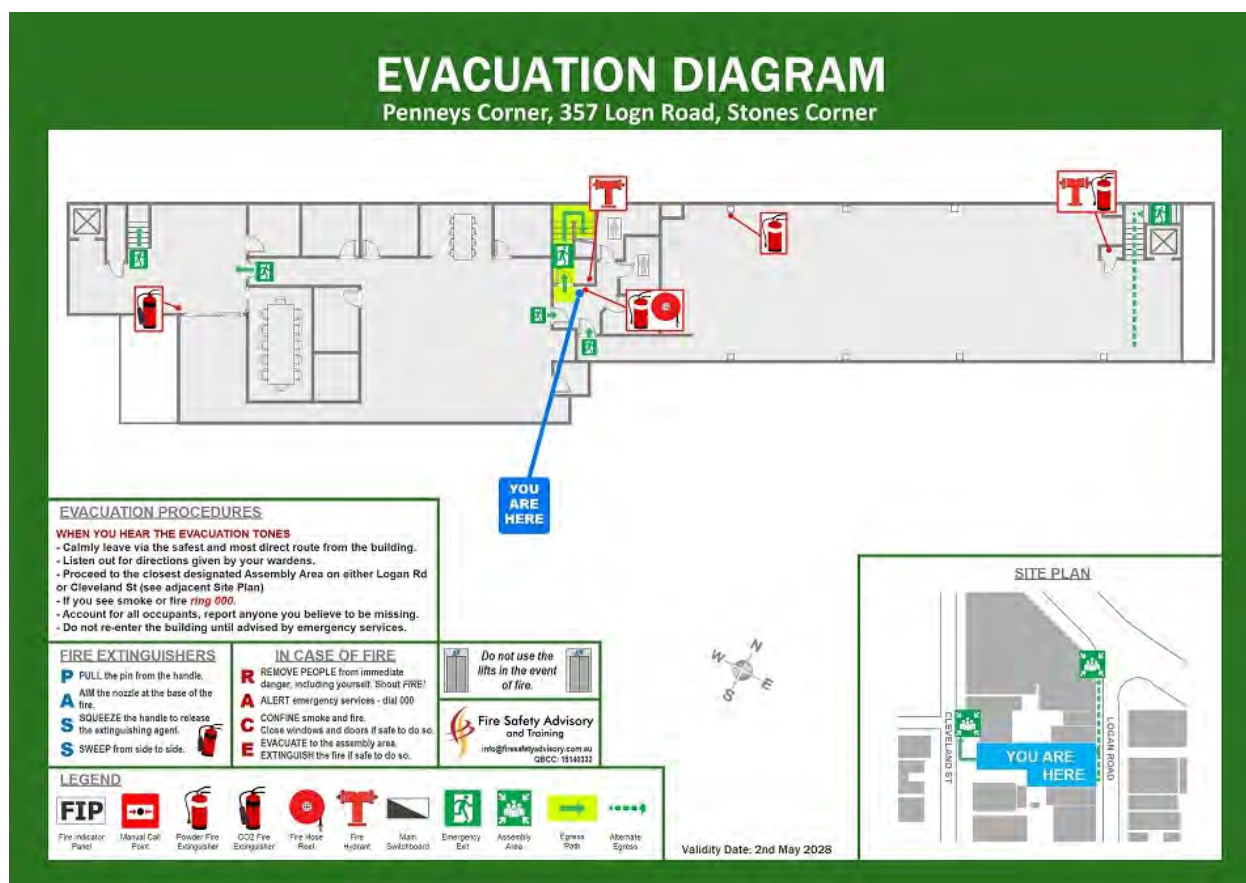 EVACUATION DIAGRAM
Penneys Corner, 357 Logn Road, Stones Corner
YOU
ARE
HERE
EVACUATION PROCEDURES
WHEN YOU HEAR THE EVACUATION TONES
- Calmly leave via the safest and most direct route from the building.
- Listen out for directions given by your wardens.
- Proceed to the closest designated Assembly Area on either Logan Rd
or Cleveland St (see adjacent Site Plan)
- If you see smoke or fire ring 000.
- Account for all occupants, report anyone you believe to be missing.
- Do not re-enter the building until advised by emergency services.
FIRE EXTINGUISHERS
P PULL the pin from the handle.
A AIM the nozzle at the base of the
fire.
S SQUEEZE the handle to release
the extinguishing agent.
S SWEEP from side to side.
IN CASE OF FIRE
R REMOVE PEOPLE from immediate
danger, including yourself. Shout FIRE!
A ALERT emergency services - dial 000
C CONFINE smoke and fire.
Close windows and doors if safe to do so.
E EVACUATE to the assembly area.
EXTINGUISH the fire if safe to do so.
Do not use the
lifts in the event
of fire.
Fire Safety Advisory
and Training
info@firesafetyadvisory.com.au
QBCC: 15140332
LEGEND
FIP
Fire Indicator
Panel
Manual Call
Point
Powder Fire
Extinguisher
CO2 Fire
Extinguisher
Fire Hose
Reel
Fire
Hydrant
Main
Switchboard
Emergency
Exit
Assembly
Area
Egress
Path
Alternate
Egress
N
W
E
S
Validity Date: 2nd May 2028
SITE PLAN
CLEVELAND ST
LOGAN ROAD
YOU ARE
HERE